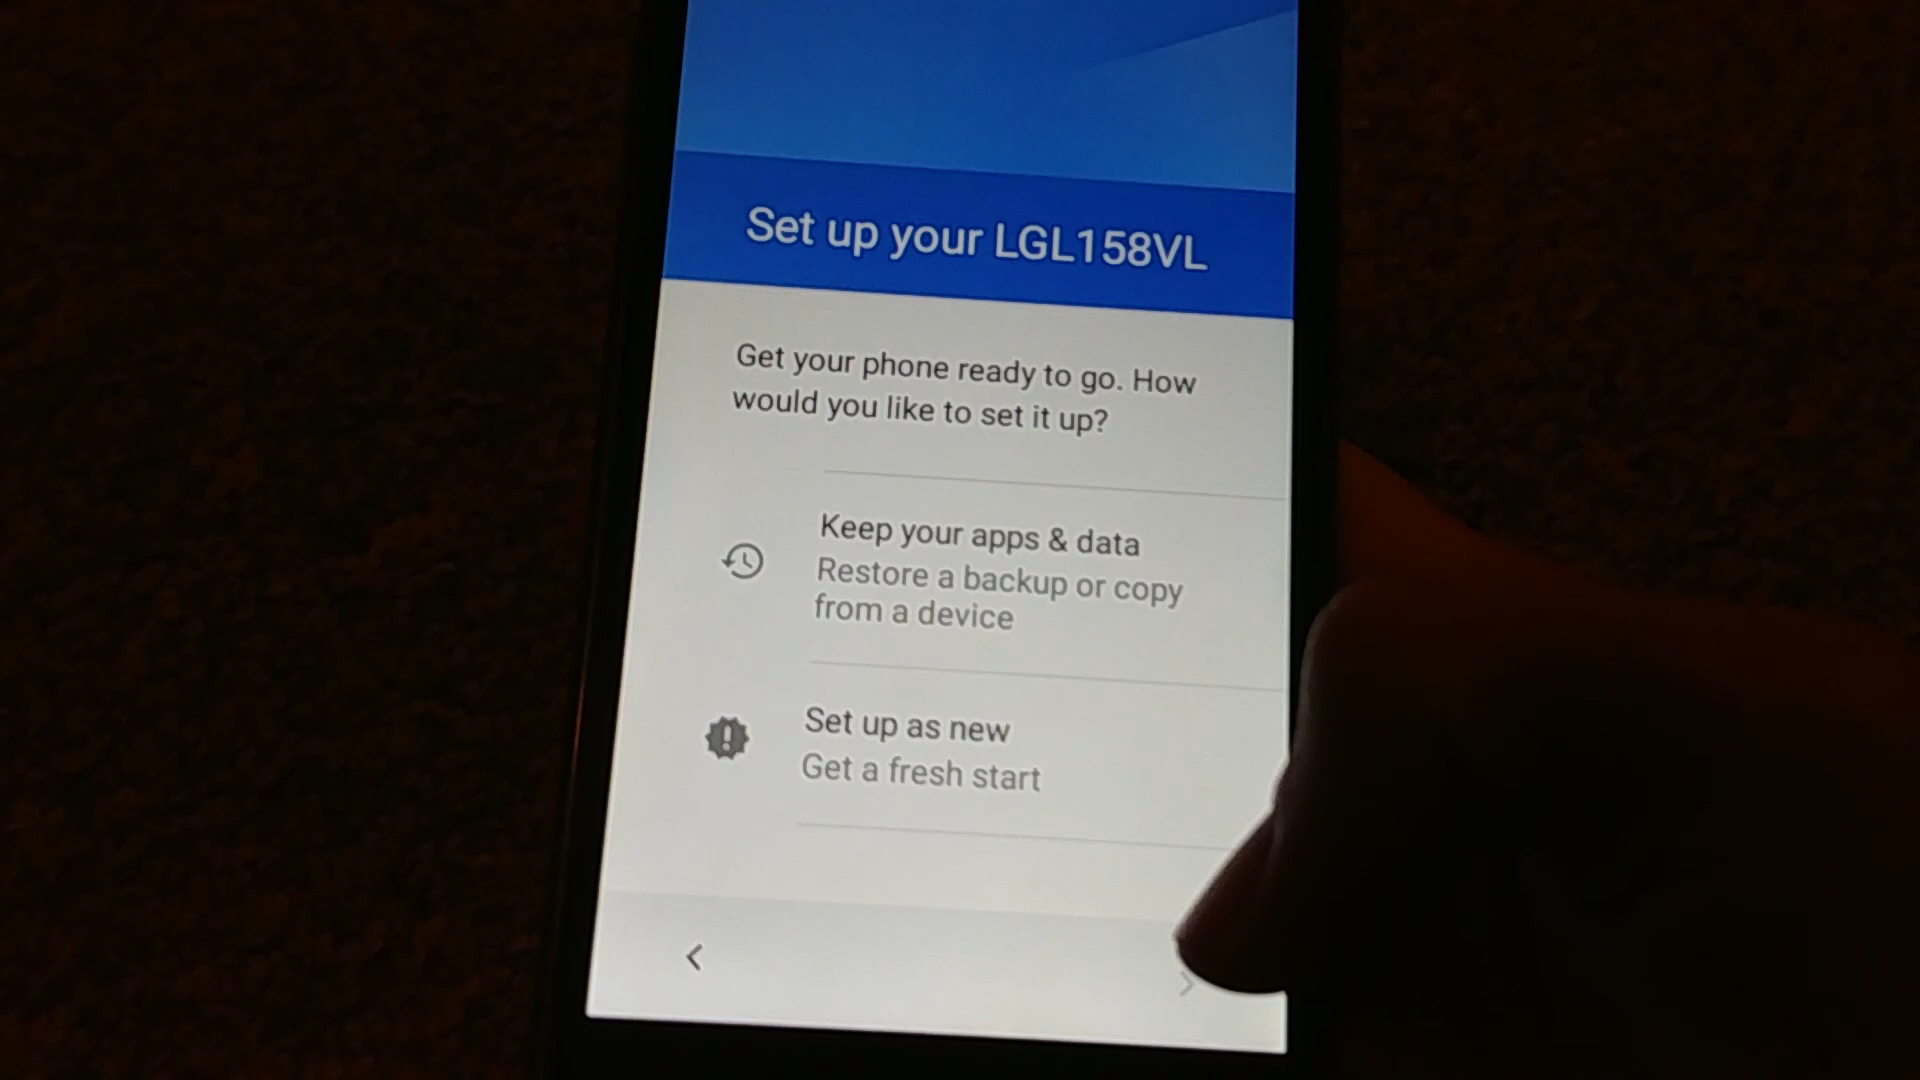 Set up your LGL158VL
Get your phone ready to go. How
would you like to set it up?
Keep your apps & data
Restore a backup or copy
from a device
Set up as new
Get a fresh start